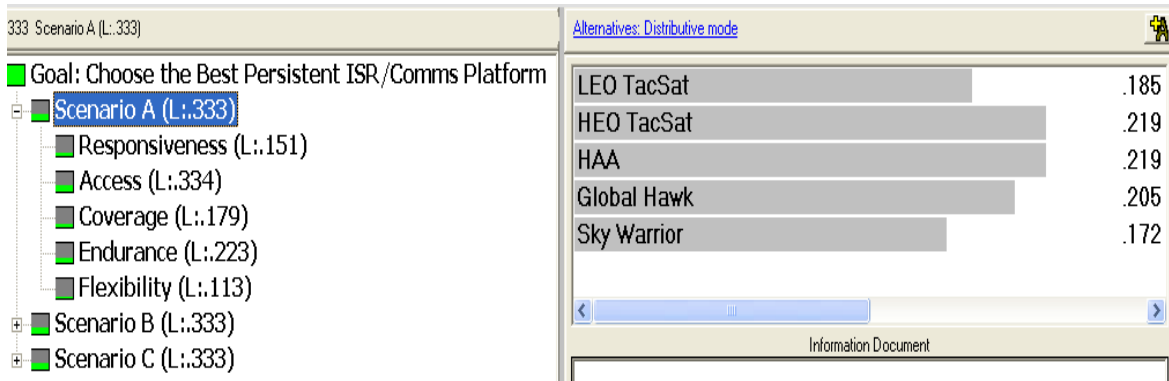 333 Scenario A (L:.333)
Goal: Choose the Best Persistent ISR/Comms Platform
Scenario A (L:.333)
Responsiveness (L:.151)
Access (L:.334)
Coverage (L:.179)
Endurance (L:.223)
Flexibility (L:.113)
Scenario B (L:.333)
Scenario C (L:.333)
Alternatives: Distributive mode
LEO TacSat .185
HEO TacSat .219
HAA .219
Global Hawk .205
Sky Warrior .172
Information Document